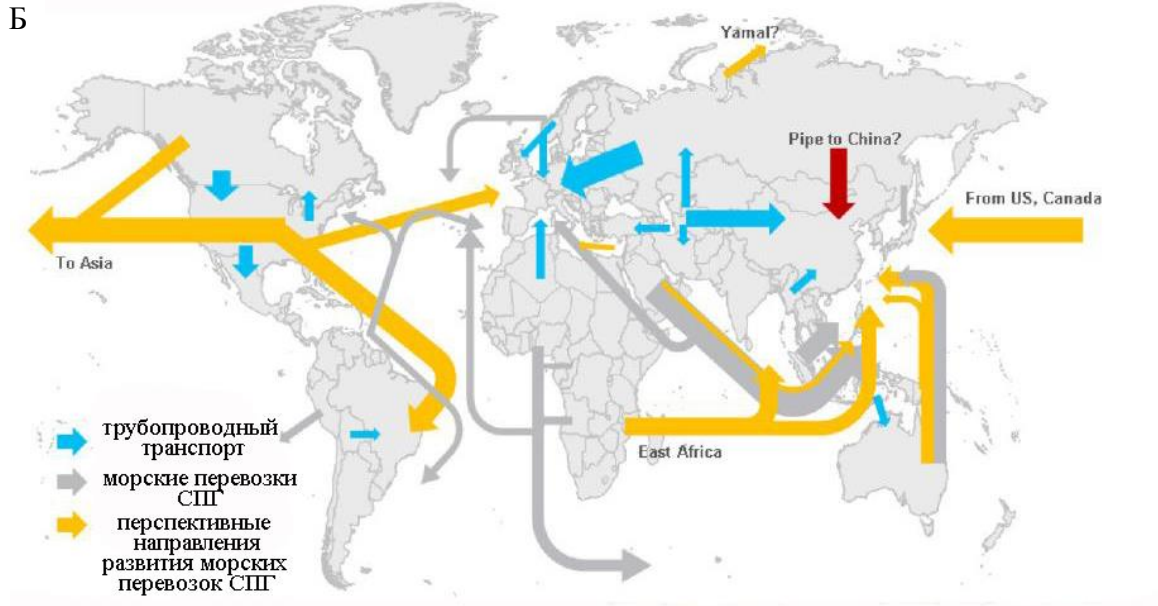 Б
Yamal?
Pipe to China?
From US, Canada
To Asia
East Africa
трубопроводный
транспорт
морские перевозки
СПГ
перспективные
направления
развития морских
перевозок СПГ